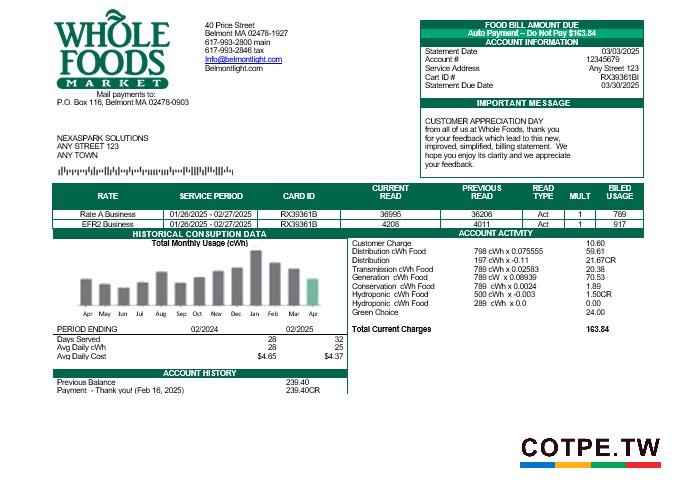 WHOLE
FOODS
MARKET
Mail payments to:
P.O. Box 116, Belmont MA 02478-0903
40 Price Street
Belmont MA 02478-1927
617-993-2800 main
617-993-2846 tax
Info@belmontlight.com
Belmontlight.com
FOOD BILL AMOUNT DUE
Auto Payment – Do Not Pay $163.84
ACCOUNT INFORMATION
Statement Date 03/03/2025
Account # 12345679
Service Address Any Street 123
Cart ID # RX39361BI
Statement Due Date 03/30/2025
IMPORTANT MESSAGE
CUSTOMER APPRECIATION DAY
from all of us at Whole Foods, thank you
for your feedback which lead to this new,
improved, simplified, billing statement. We
hope you enjoy its clarity and we appreciate
your feedback.
NEXASPARK SOLUTIONS
ANY STREET 123
ANY TOWN
RATE SERVICE PERIOD CARD ID CURRENT READ PREVIOUS READ READ TYPE MULT BILLED USAGE
Rate A Business 01/26/2025 - 02/27/2025 RX39361B 36995 36206 Act 1 789
EFR2 Business 01/26/2025 - 02/27/2025 RX39361B 4208 4011 Act 1 917
HISTORICAL CONSUPTION DATA
Total Monthly Usage (cWh)
Apr May Jun Jul Aug Sep Oct Nov Dec Jan Feb Mar Apr
PERIOD ENDING 02/2024 02/2025
Days Served 28 32
Avg Daily cWh 28 25
Avg Daily Cost $4.65 $4.37
ACCOUNT HISTORY
Previous Balance 239.40
Payment - Thank you! (Feb 16, 2025) 239.40CR
ACCOUNT ACTIVITY
Customer Charge 10.60
Distribution cWh Food 798 cWh x 0.075555 59.61
Distribution 197 cWh x -0.11 21.67CR
Transmission cWh Food 789 cWh x 0.02583 20.38
Generation cWh Food 789 cW x 0.08939 70.53
Conservation cWh Food 789 cWh x 0.0024 1.89
Hydroponic cWh Food 500 cWh x -0.003 1.50CR
Hydroponic cWh Food 289 cWh x 0.0 0.00
Green Choice 24.00
Total Current Charges 163.84
COTPE.TW